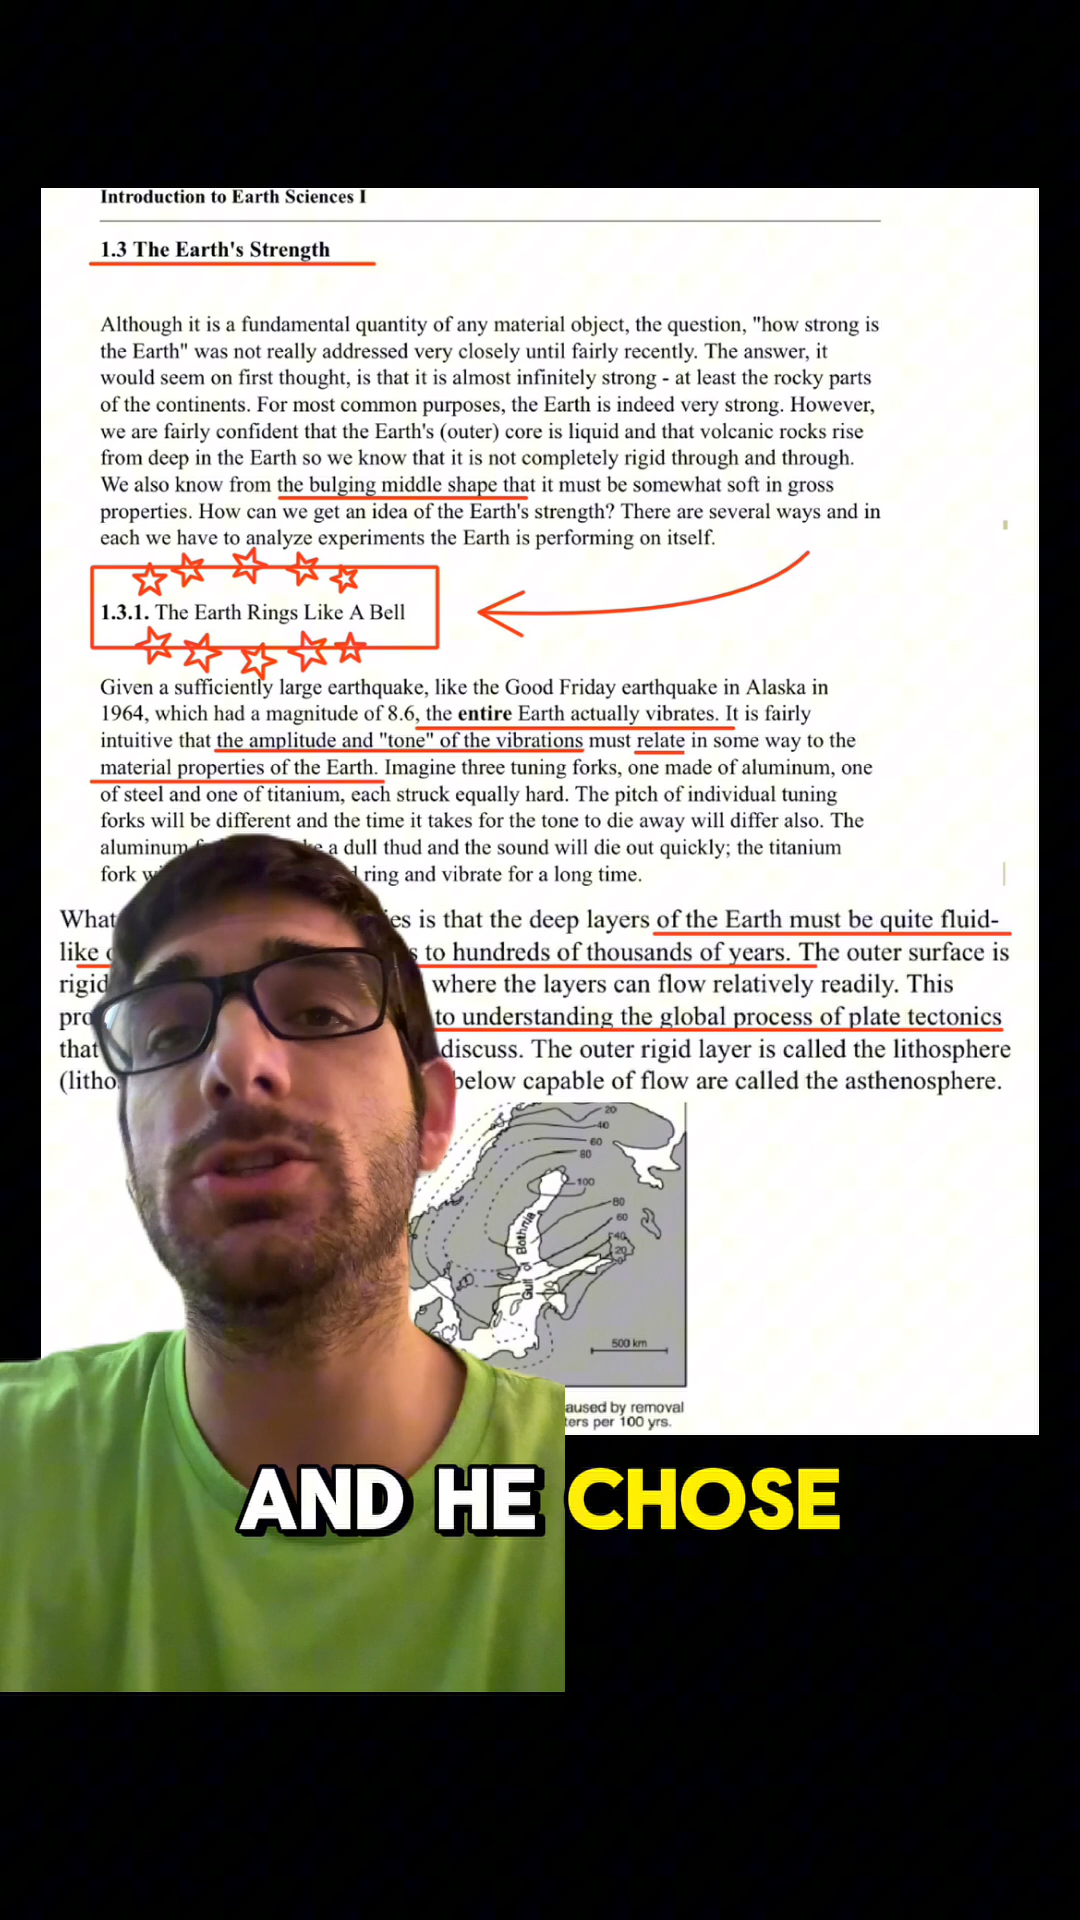 Introduction to Earth Sciences I
1.3 The Earth's Strength
Although it is a fundamental quantity of any material object, the question, "how strong is
the Earth" was not really addressed very closely until fairly recently. The answer, it
would seem on first thought, is that it is almost infinitely strong - at least the rocky parts
of the continents. For most common purposes, the Earth is indeed very strong. However,
we are fairly confident that the Earth's (outer) core is liquid and that volcanic rocks rise
from deep in the Earth so we know that it is not completely rigid through and through.
We also know from the bulging middle shape that it must be somewhat soft in gross
properties. How can we get an idea of the Earth's strength? There are several ways and in
each we have to analyze experiments the Earth is performing on itself.
1.3.1. The Earth Rings Like A Bell
Given a sufficiently large earthquake, like the Good Friday earthquake in Alaska in
1964, which had a magnitude of 8.6, the entire Earth actually vibrates. It is fairly
intuitive that the amplitude and "tone" of the vibrations must relate in some way to the
material properties of the Earth. Imagine three tuning forks, one made of aluminum, one
of steel and one of titanium, each struck equally hard. The pitch of individual tuning
forks will be different and the time it takes for the tone to die away will differ also. The
aluminum a dull thud and the sound will die out quickly; the titanium
fork ring and vibrate for a long time.
What is that the deep layers of the Earth must be quite fluid-
like to hundreds of thousands of years. The outer surface is
rigid where the layers can flow relatively readily. This
to understanding the global process of plate tectonics
that discuss. The outer rigid layer is called the lithosphere
(litho below capable of flow are called the asthenosphere.
20
40
60
80
100
80
60
40
20
Gulf of Bothnia
500 km
aused by removal
ters per 100 yrs.
AND HE CHOSE